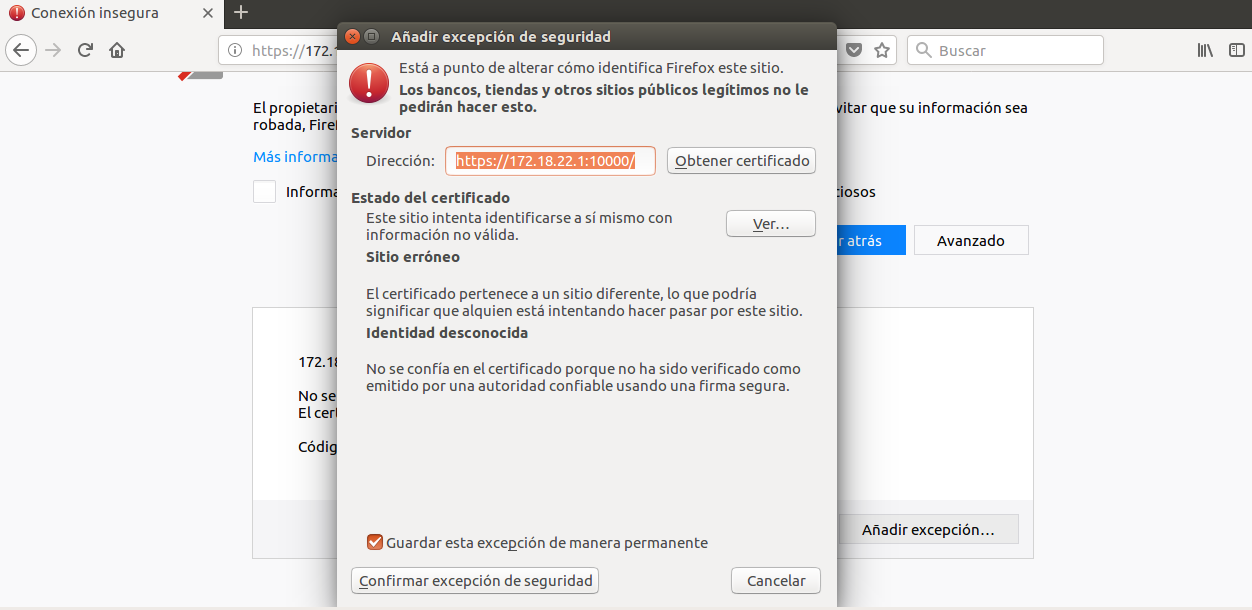 Conexión insegura
https://172.1
Buscar
Añadir excepción de seguridad
Está a punto de alterar cómo identifica Firefox este sitio.
Los bancos, tiendas y otros sitios públicos legítimos no le
pedirán hacer esto.
Servidor
Dirección:
https://172.18.22.1:10000/
Obtener certificado
Estado del certificado
Este sitio intenta identificarse a sí mismo con
información no válida.
Ver...
Sitio erróneo
El certificado pertenece a un sitio diferente, lo que podría
significar que alguien está intentando hacer pasar por este sitio.
Identidad desconocida
No se confía en el certificado porque no ha sido verificado como
emitido por una autoridad confiable usando una firma segura.
Guardar esta excepción de manera permanente
Confirmar excepción de seguridad
Cancelar
El propietari
vitar que su información sea
robada, Firef
Más informa
Informa
ciosos
r atrás
Avanzado
172.18
No se
El cert
Códig
Añadir excepción...